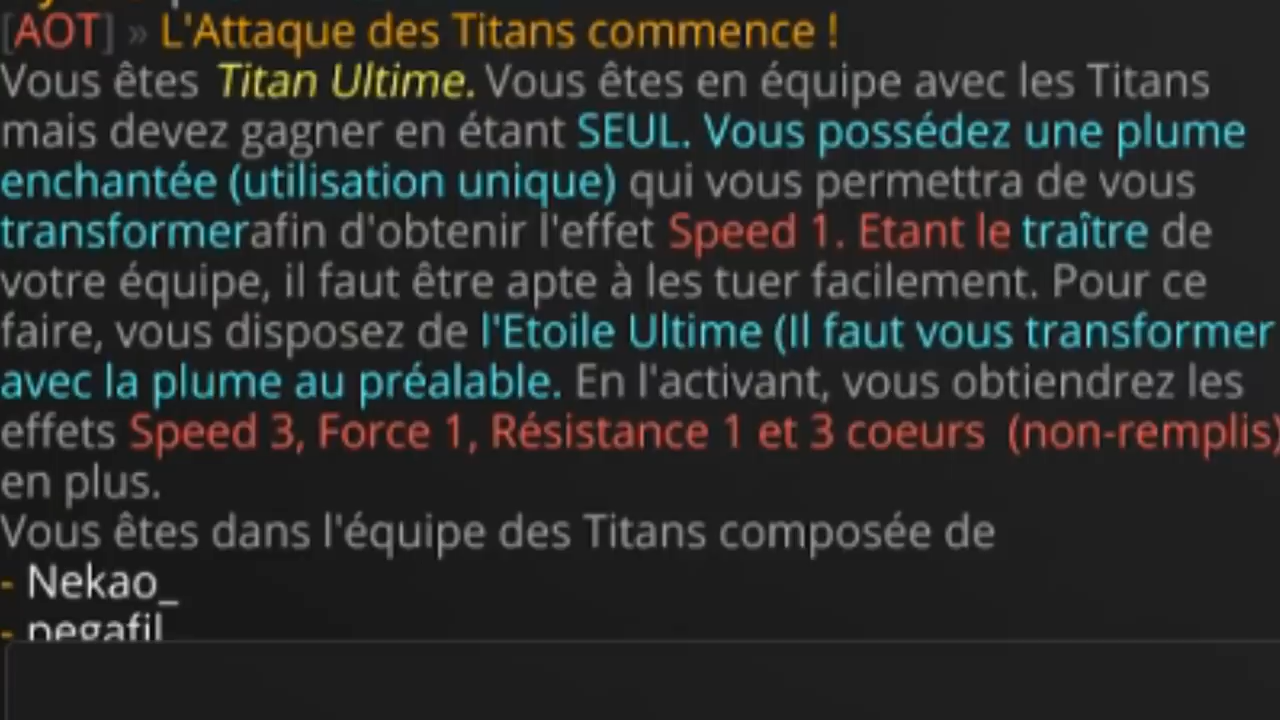 [AOT] » L'Attaque des Titans commence !
Vous êtes Titan Ultime. Vous êtes en équipe avec les Titans
mais devez gagner en étant SEUL. Vous possédez une plume
enchantée (utilisation unique) qui vous permettra de vous
transformerafin d'obtenir l'effet Speed 1. Etant le traître de
votre équipe, il faut être apte à les tuer facilement. Pour ce
faire, vous disposez de l'Etoile Ultime (Il faut vous transformer
avec la plume au préalable. En l'activant, vous obtiendrez les
effets Speed 3, Force 1, Résistance 1 et 3 coeurs (non-remplis)
en plus.
Vous êtes dans l'équipe des Titans composée de
- Nekao_
- pegafil